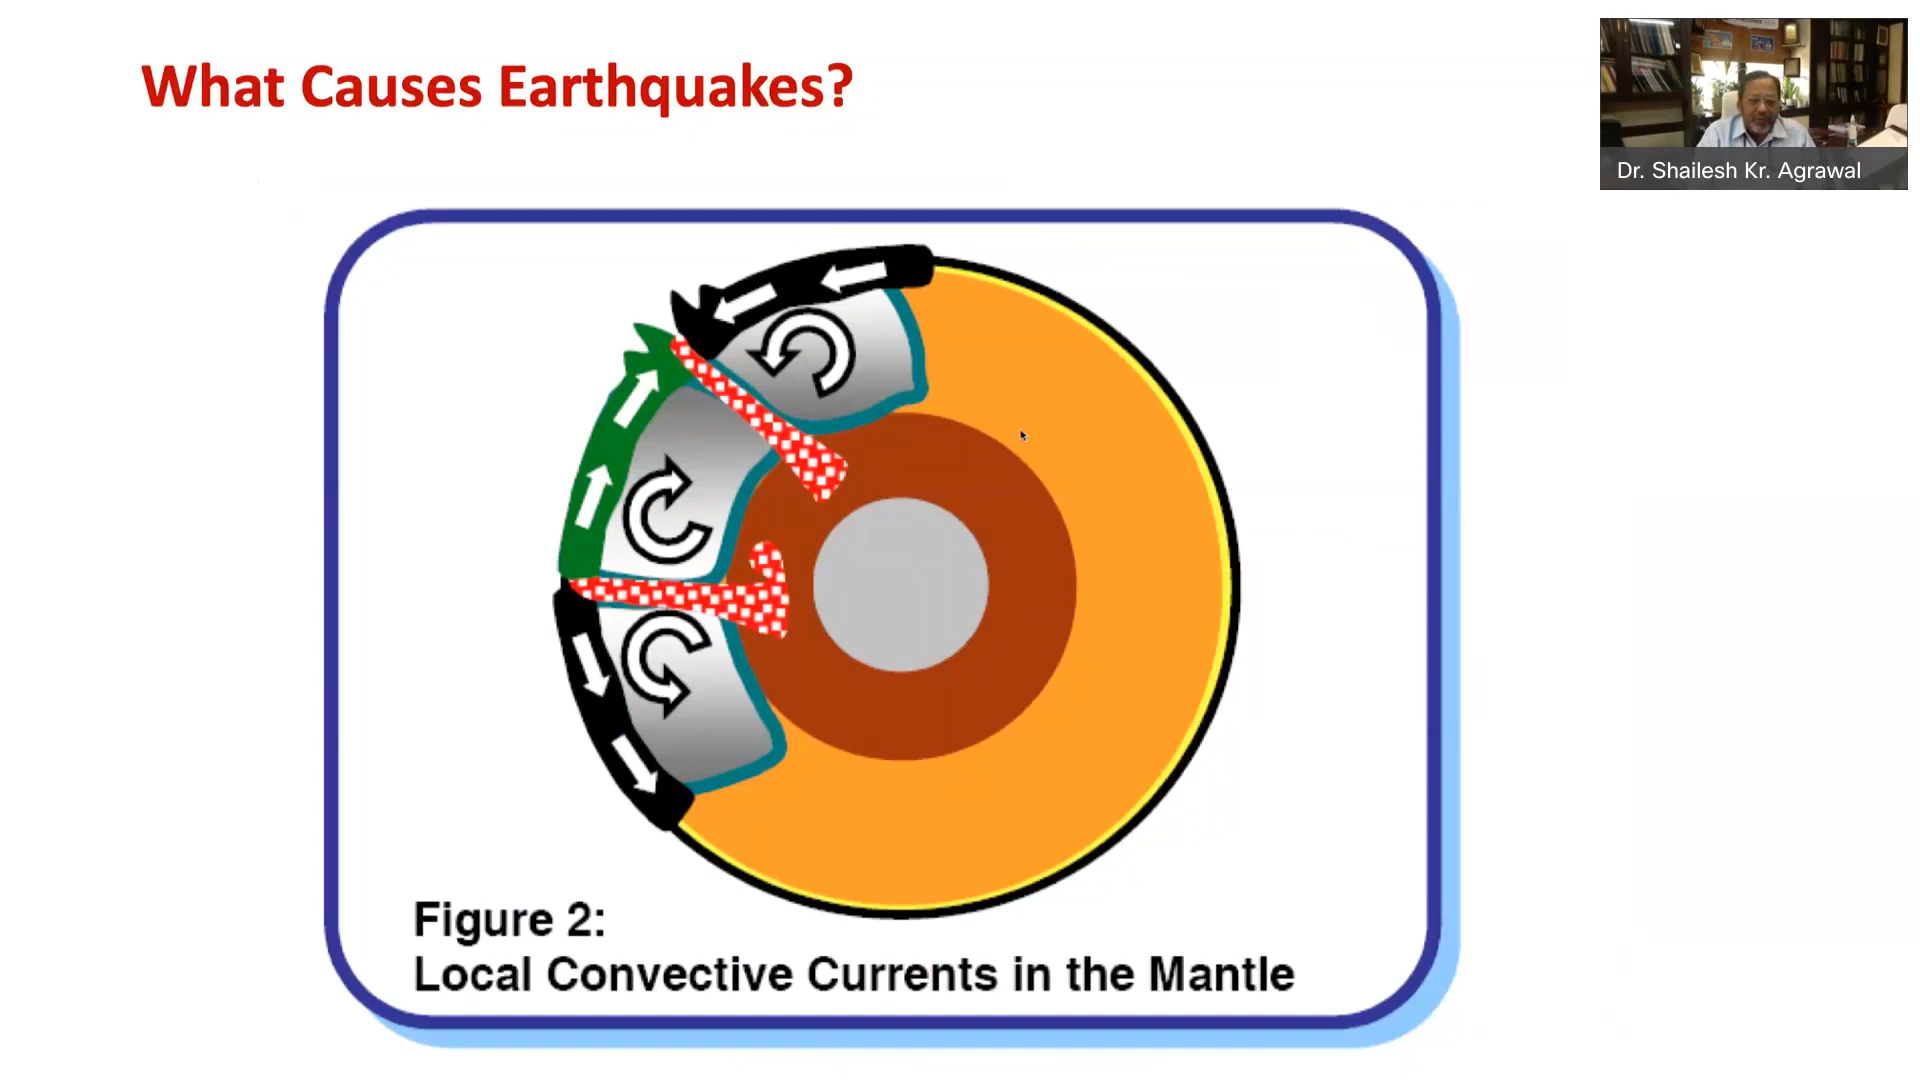 What Causes Earthquakes?
Dr. Shailesh Kr. Agrawal
Figure 2:
Local Convective Currents in the Mantle